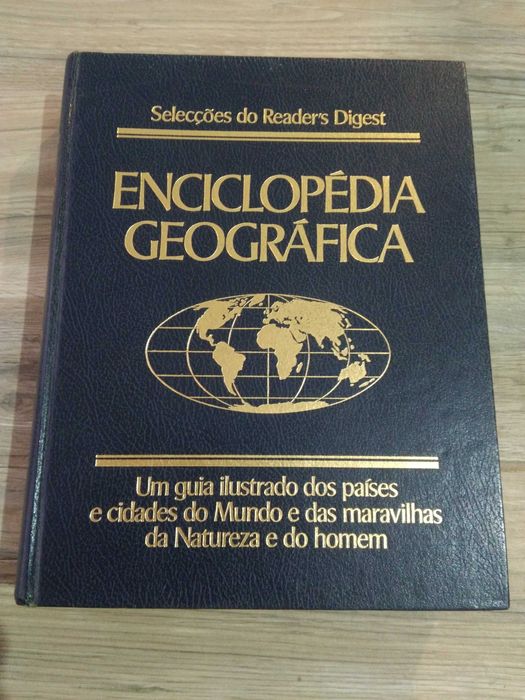 Selecções do Reader's Digest
ENCICLOPÉDIA
GEOGRÁFICA
Um guia ilustrado dos países
e cidades do Mundo e das maravilhas
da Natureza e do homem